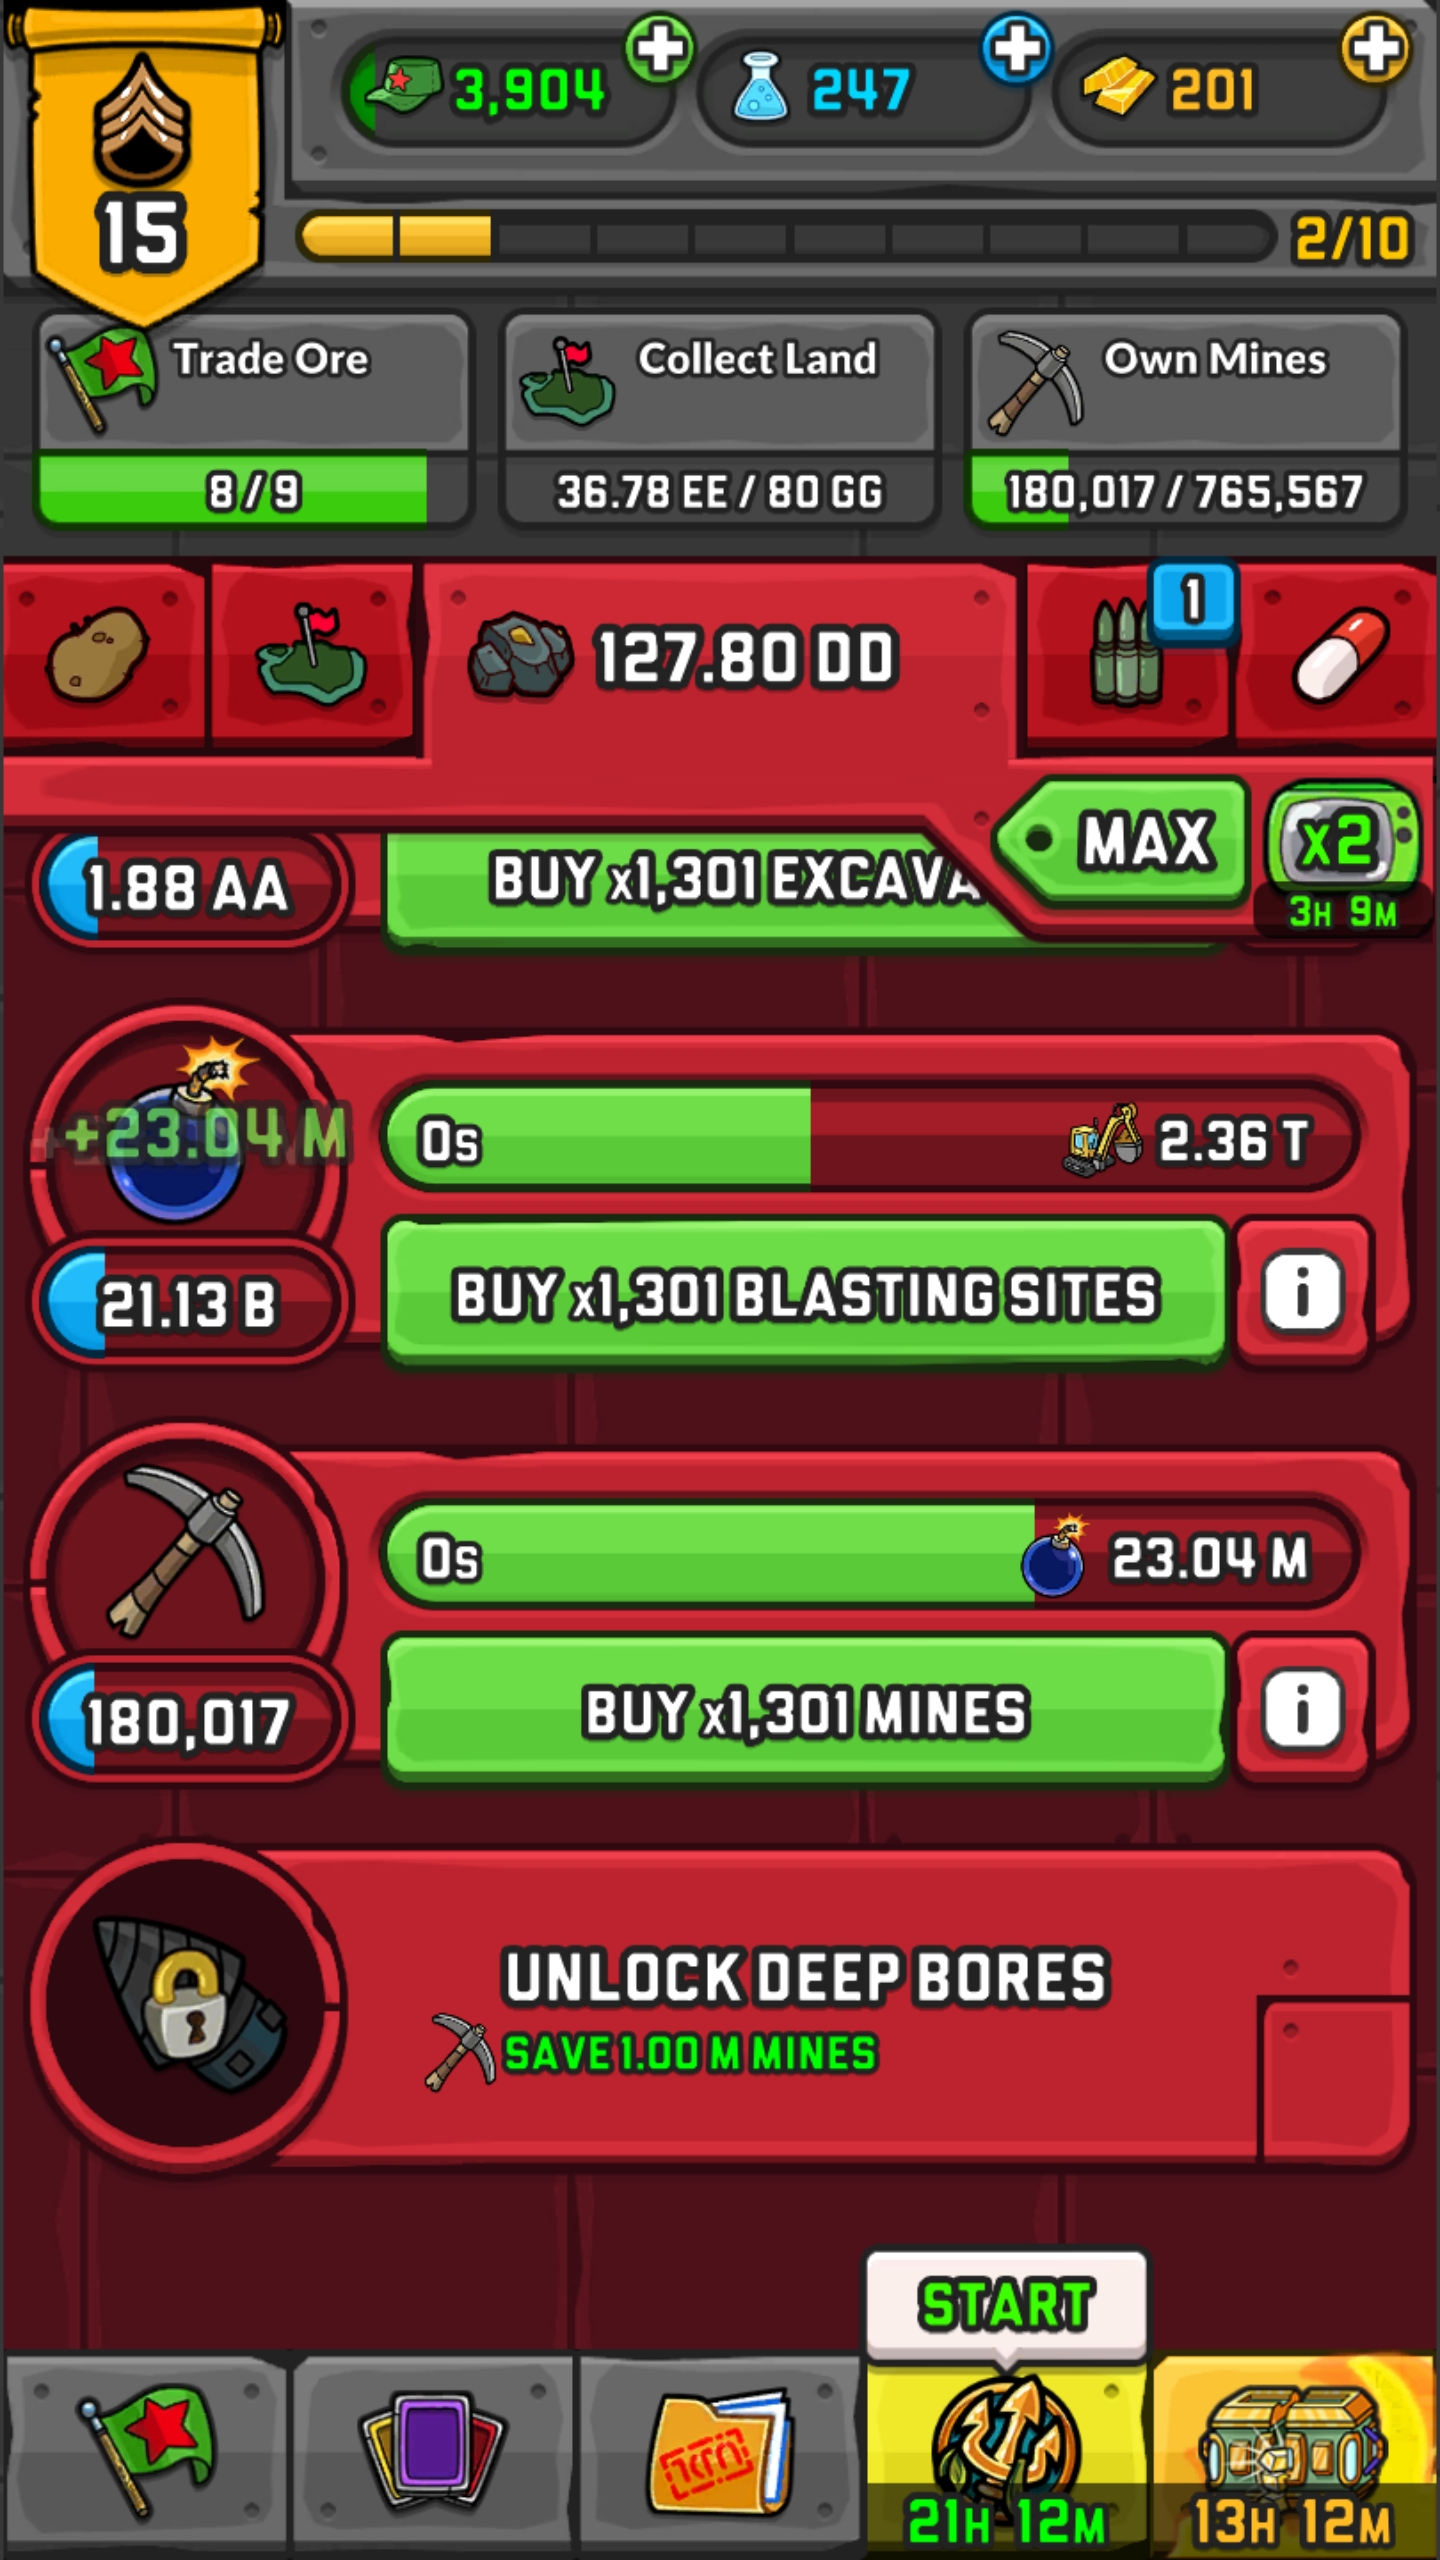 3,904
247
201
15
2/10
Trade Ore
Collect Land
Own Mines
8/9
36.78 EE / 80 GG
180,017 / 765,567
1
127.80 DD
MAX
x2
3H 9M
1.88 AA
BUY x1,301 EXCAVA
+23.04 M
0s
2.36 T
21.13 B
BUY x1,301 BLASTING SITES
i
0s
23.04 M
180,017
BUY x1,301 MINES
i
UNLOCK DEEP BORES
SAVE 1.00 M MINES
START
21H 12M
13H 12M